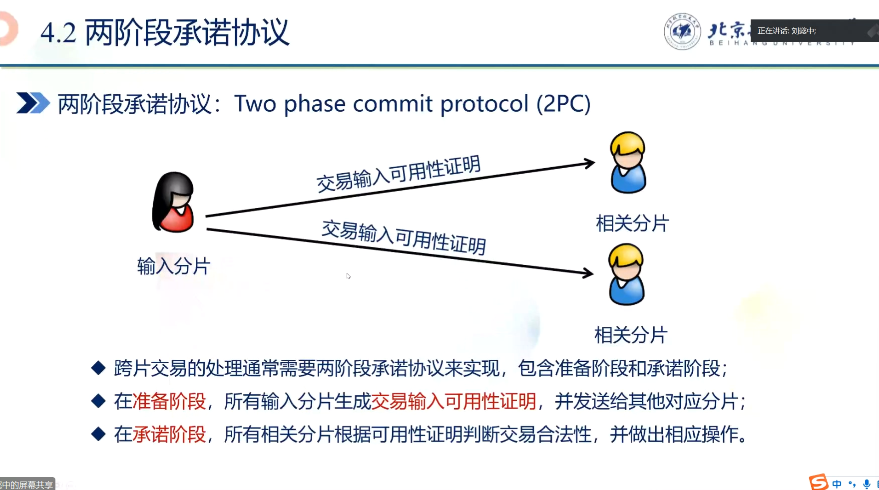 4.2 两阶段承诺协议
北京
BEIHANG UNIVERSITY
正在讲话: 刘懿中;
两阶段承诺协议：Two phase commit protocol (2PC)
交易输入可用性证明
相关分片
交易输入可用性证明
输入分片
相关分片
◆ 跨片交易的处理通常需要两阶段承诺协议来实现，包含准备阶段和承诺阶段；
◆ 在准备阶段，所有输入分片生成交易输入可用性证明，并发送给其他对应分片；
◆ 在承诺阶段，所有相关分片根据可用性证明判断交易合法性，并做出相应操作。
中的屏幕共享
中